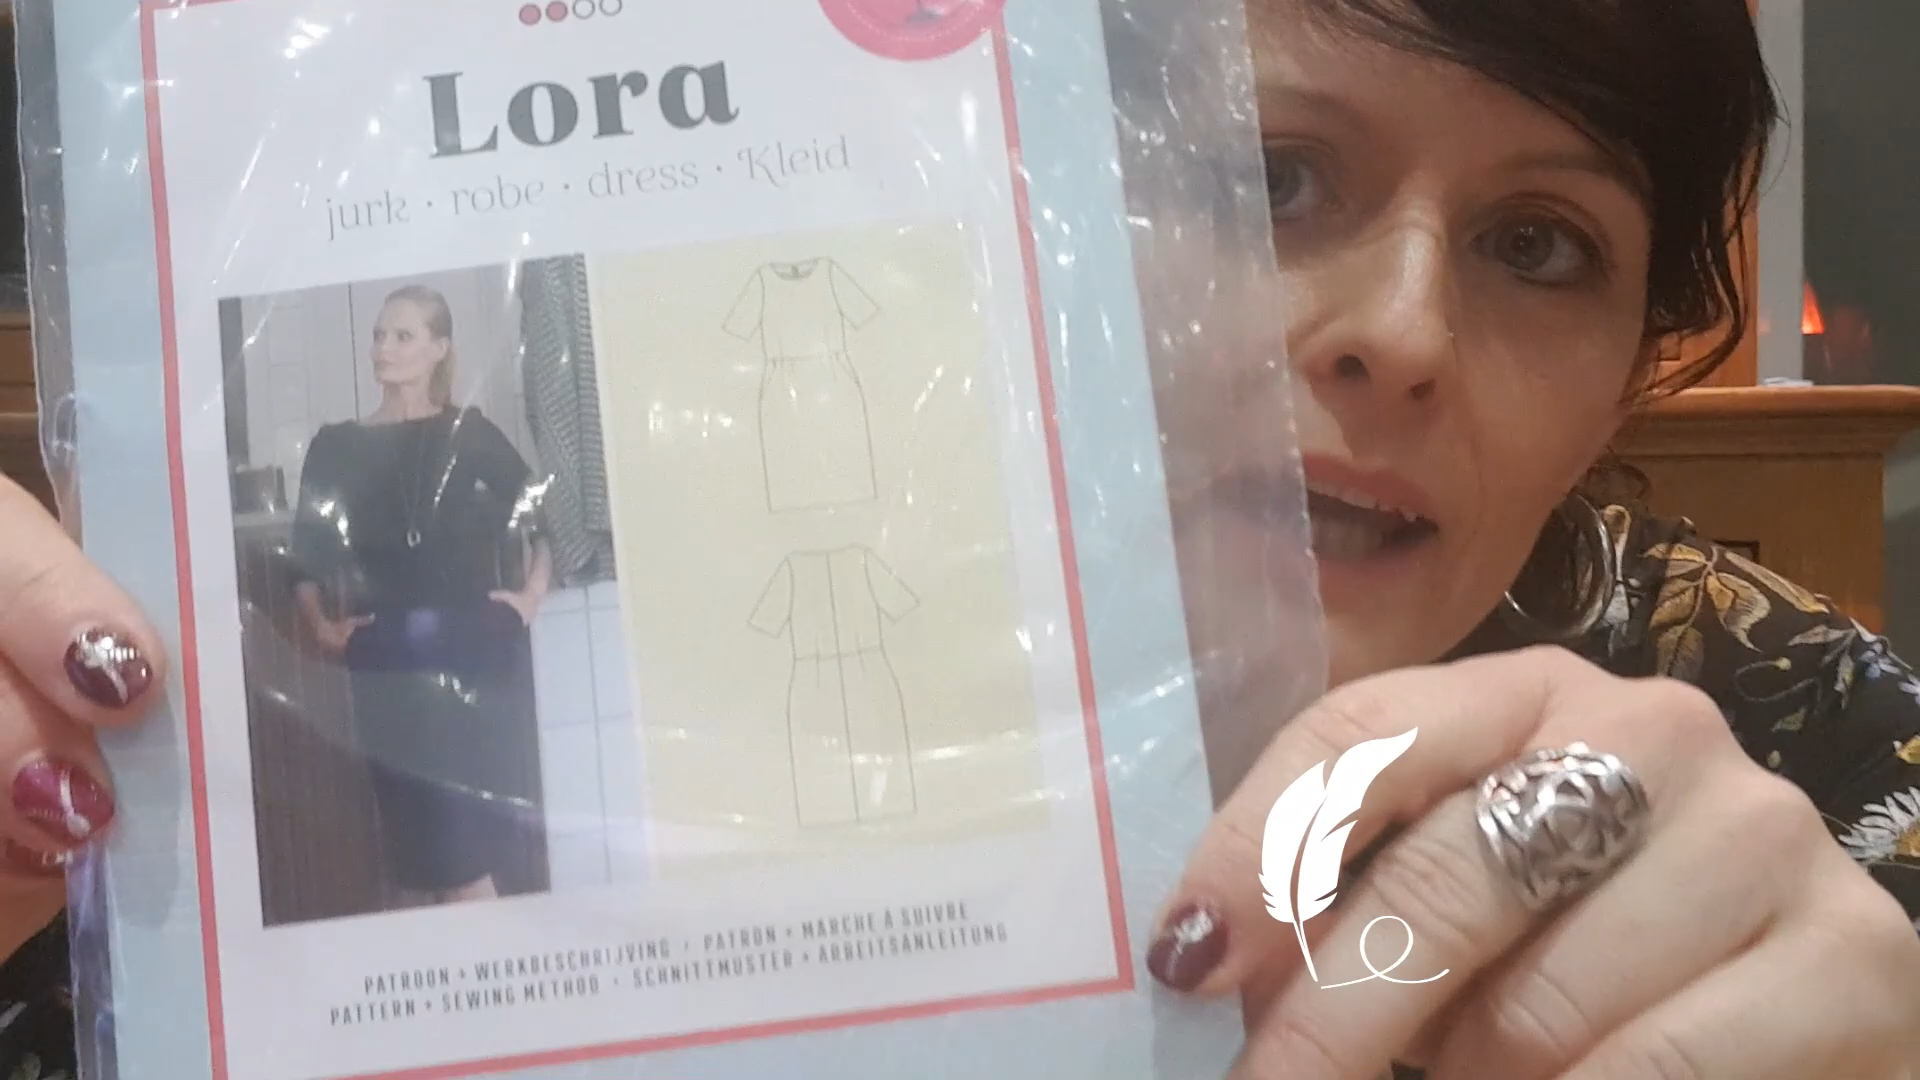 Lora
jurk · robe · dress · Kleid
PATROON + WERKBESCHRIJVING · PATRON + MARCHE À SUIVRE
PATTERN + SEWING METHOD · SCHNITTMUSTER + ARBEITSANLEITUNG